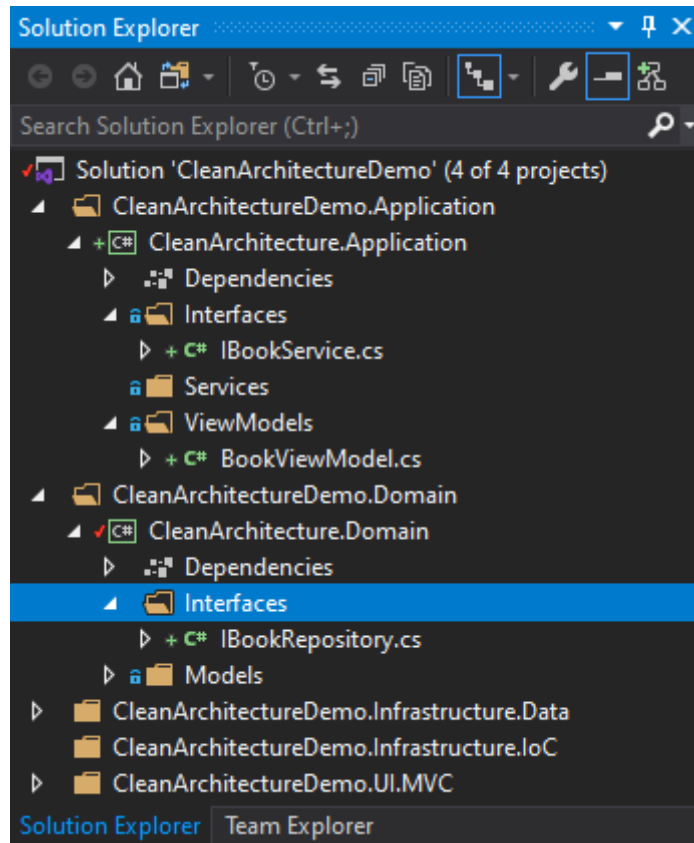 Solution Explorer
Search Solution Explorer (Ctrl+;)
Solution 'CleanArchitectureDemo' (4 of 4 projects)
CleanArchitectureDemo.Application
+ C# CleanArchitecture.Application
Dependencies
Interfaces
+ C# IBookService.cs
Services
ViewModels
+ C# BookViewModel.cs
CleanArchitectureDemo.Domain
C# CleanArchitecture.Domain
Dependencies
Interfaces
+ C# IBookRepository.cs
Models
CleanArchitectureDemo.Infrastructure.Data
CleanArchitectureDemo.Infrastructure.IoC
CleanArchitectureDemo.UI.MVC
Solution Explorer Team Explorer